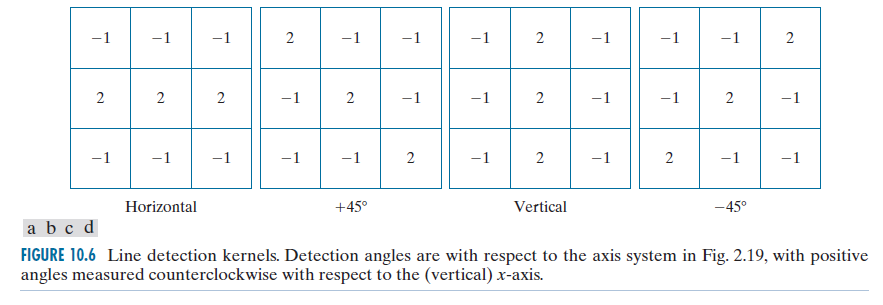 −1 −1 −1 2 −1 −1 −1 2 −1 −1 −1 2
2 2 2 −1 2 −1 −1 2 −1 −1 2 −1
−1 −1 −1 −1 −1 2 −1 2 −1 2 −1 −1
Horizontal +45° Vertical −45°
a b c d
FIGURE 10.6 Line detection kernels. Detection angles are with respect to the axis system in Fig. 2.19, with positive
angles measured counterclockwise with respect to the (vertical) x-axis.